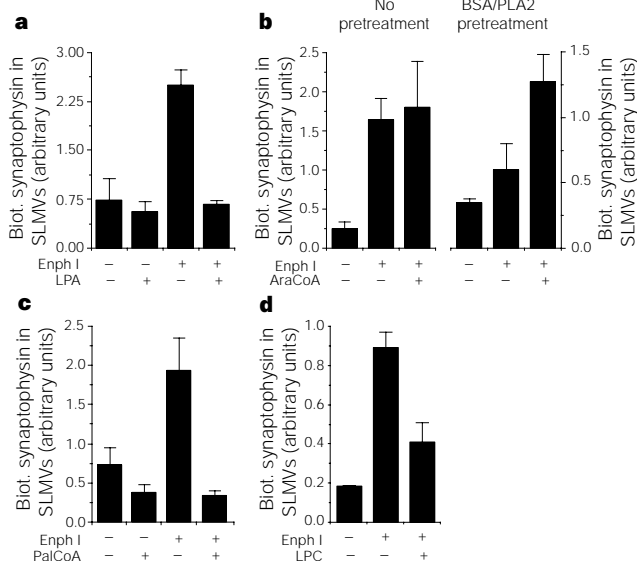 No
pretreatment
BSA/PLA2
pretreatment
a
Biot. synaptophysin in
SLMVs (arbitrary units)
3.00
2.25
1.50
0.75
0.00
Enph I − − + +
LPA − + − +
b
Biot. synaptophysin in
SLMVs (arbitrary units)
2.5
2.0
1.5
1.0
0.5
0.0
1.5
1.0
0.5
0.0
Biot. synaptophysin in
SLMVs (arbitrary units)
Enph I − + + − + +
AraCoA − − + − − +
c
Biot. synaptophysin in
SLMVs (arbitrary units)
2.5
2.0
1.5
1.0
0.5
0.0
Enph I − − + +
PalCoA − + − +
d
Biot. synaptophysin in
SLMVs (arbitrary units)
1.0
0.8
0.6
0.4
0.2
0.0
Enph I − + +
LPC − − +